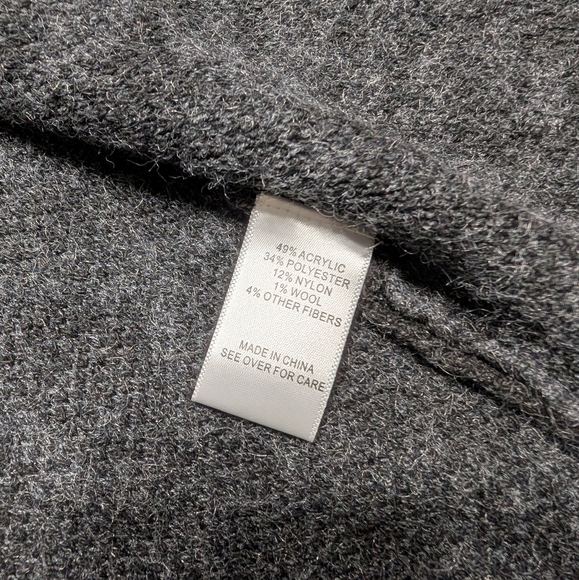 49% ACRYLIC
34% POLYESTER
12% NYLON
1% WOOL
4% OTHER FIBERS
MADE IN CHINA
SEE OVER FOR CARE